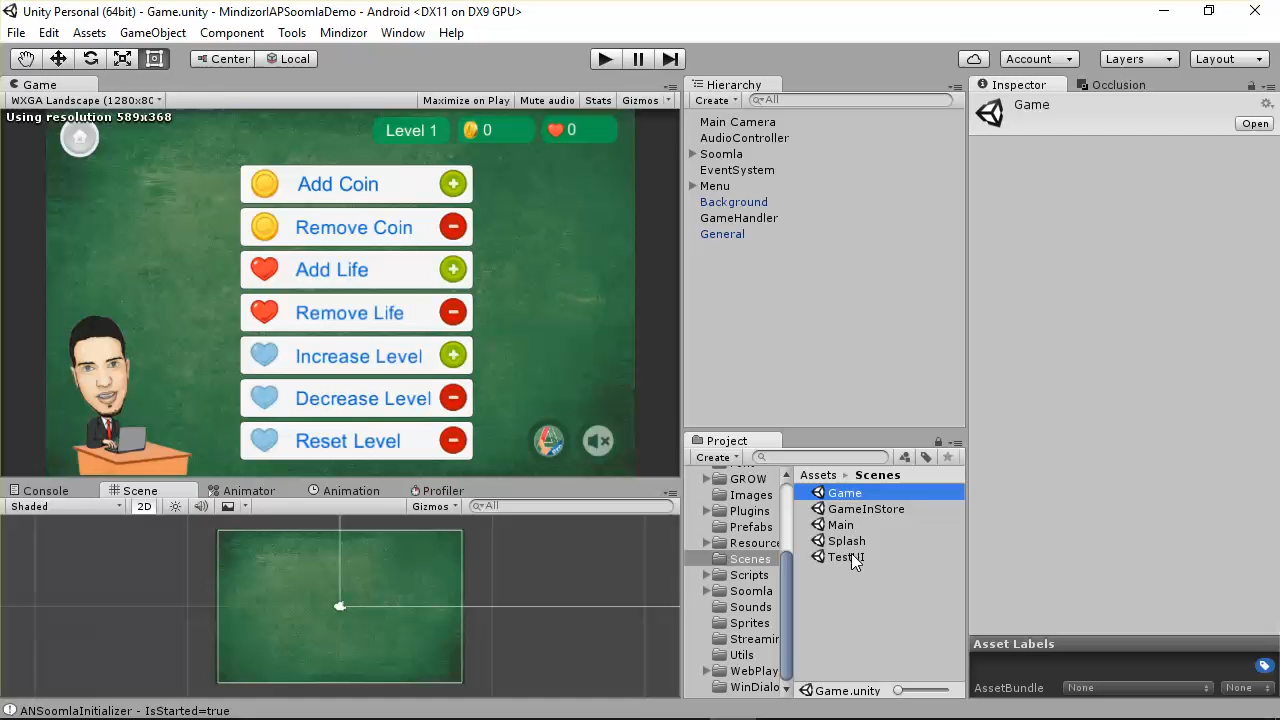 Unity Personal (64bit) - Game.unity - MindizorIAPSoomlaDemo - Android <DX11 on DX9 GPU>
File Edit Assets GameObject Component Tools Mindizor Window Help
Center Local Account Layers Layout
Game
WXGA Landscape (1280x80 Maximize on Play Mute audio Stats Gizmos
Using resolution 589x368
Level 1 0 0
Add Coin
Remove Coin
Add Life
Remove Life
Increase Level
Decrease Level
Reset Level
Console Scene Animator Animation Profiler
Shaded 2D Gizmos All
Hierarchy
Create All
Main Camera
AudioController
Soomla
EventSystem
Menu
Background
GameHandler
General
Project
Create
GROW
Images
Plugins
Prefabs
Resource
Scenes
Scripts
Soomla
Sounds
Sprites
Streamin
Utils
WebPlay
WinDialo
Assets Scenes
Game
GameInStore
Main
Splash
TestUI
Game.unity
Inspector Occlusion
Game
Open
Asset Labels
AssetBundle None None
ANSoomlaInitializer - IsStarted=true